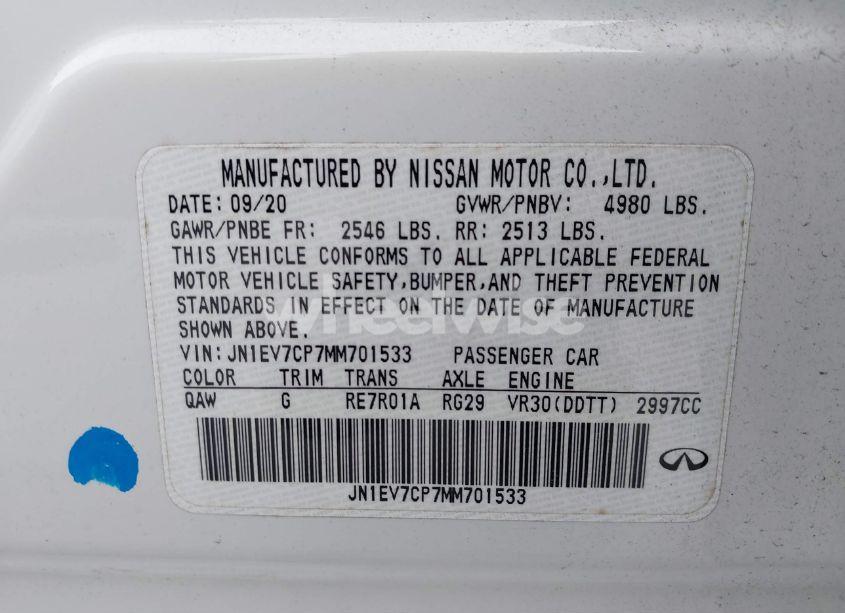 MANUFACTURED BY NISSAN MOTOR CO.,LTD.
DATE: 09/20 GVWR/PNBV: 4980 LBS.
GAWR/PNBE FR: 2546 LBS. RR: 2513 LBS.
THIS VEHICLE CONFORMS TO ALL APPLICABLE FEDERAL
MOTOR VEHICLE SAFETY,BUMPER,AND THEFT PREVENTION
STANDARDS IN EFFECT ON THE DATE OF MANUFACTURE
SHOWN ABOVE.
wheelwise
VIN:JN1EV7CP7MM701533 PASSENGER CAR
COLOR TRIM TRANS AXLE ENGINE
QAW G RE7R01A RG29 VR30(DDTT) 2997CC
JN1EV7CP7MM701533